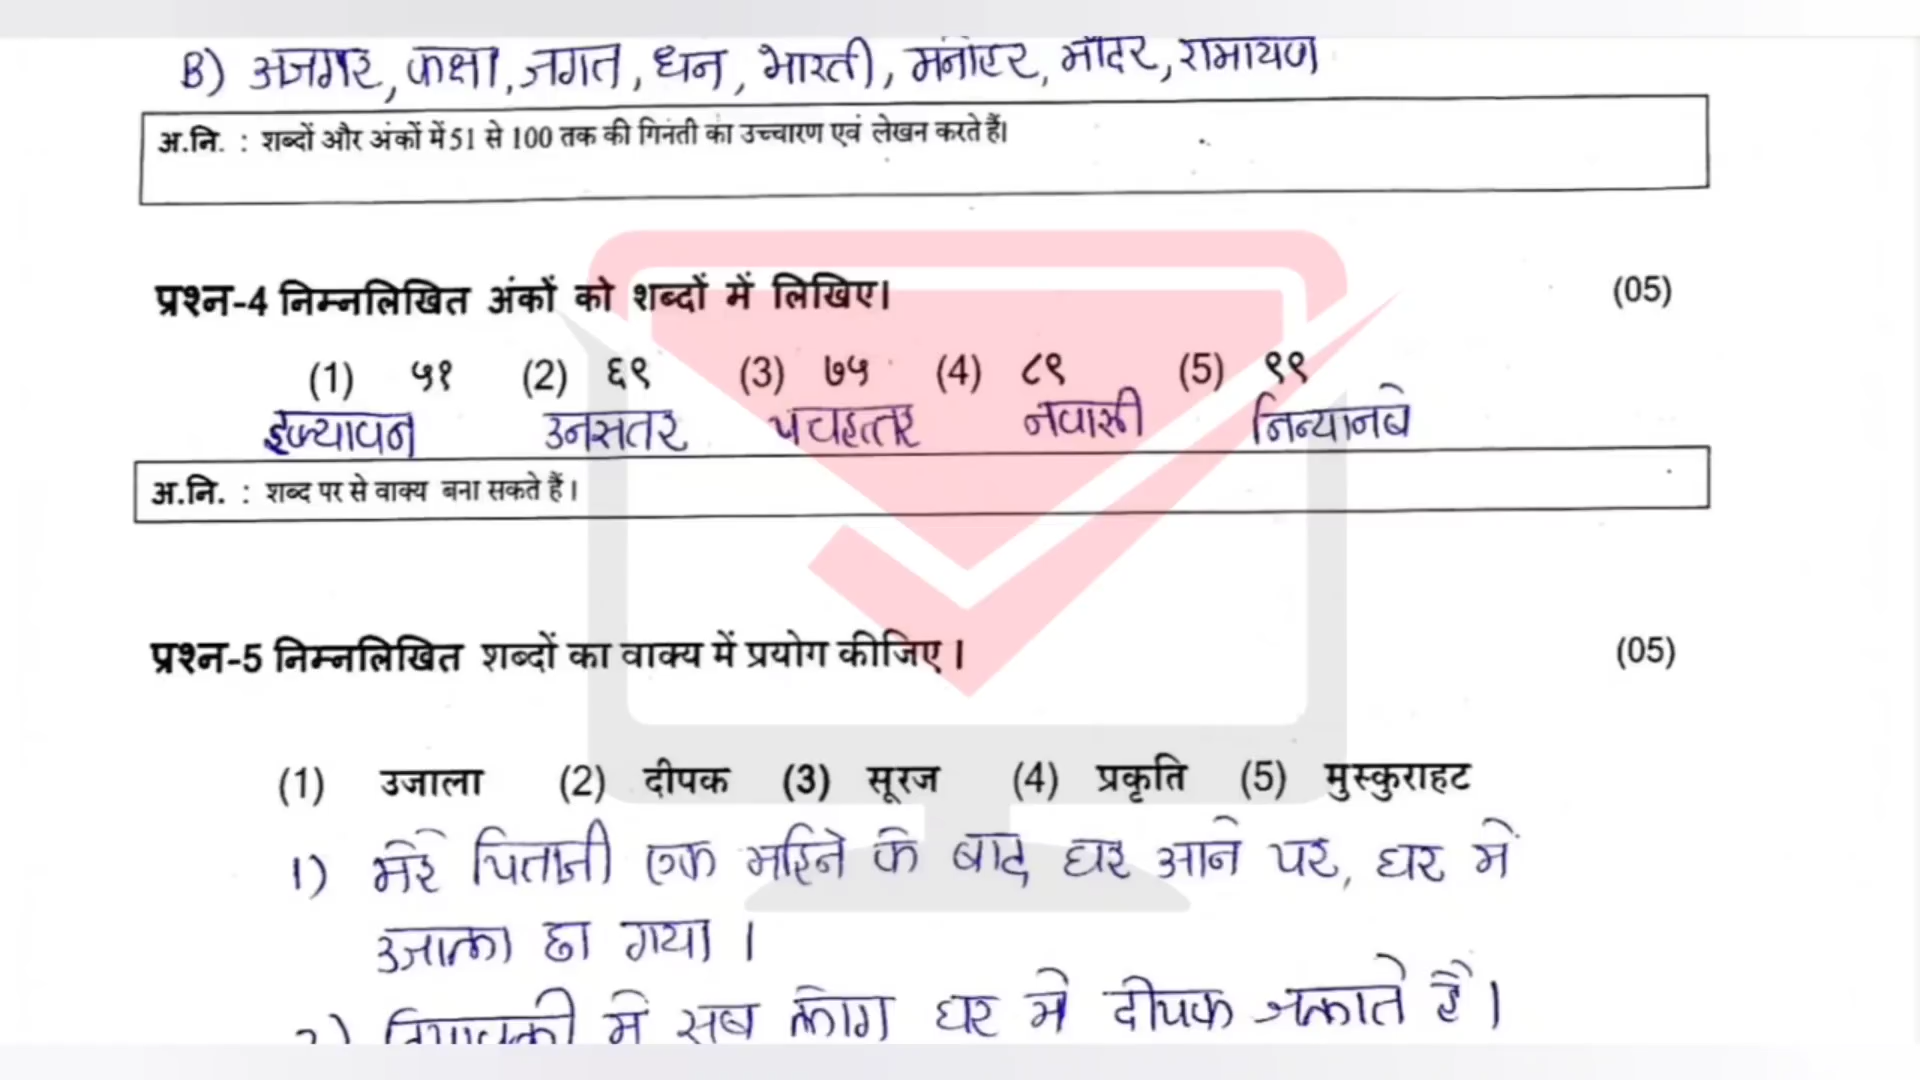 B) अजगर, कक्षा, जगत, धन, भारती, मनोहर, मंदिर, रामायण
अ.नि. : शब्दों और अंकों में 51 से 100 तक की गिनती का उच्चारण एवं लेखन करते हैं।
प्रश्न-4 निम्नलिखित अंकों को शब्दों में लिखिए। (05)
(1) ५१ (2) ६९ (3) ७५ (4) ८९ (5) ९९
इक्यावन उनसतर पचहत्तर नवासी निन्यानबे
अ.नि. : शब्द पर से वाक्य बना सकते हैं ।
प्रश्न-5 निम्नलिखित शब्दों का वाक्य में प्रयोग कीजिए । (05)
(1) उजाला (2) दीपक (3) सूरज (4) प्रकृति (5) मुस्कुराहट
1) मेरे पिताजी एक महिने के बाद घर आने पर, घर में
उजाला छा गया ।
में सब लोग घर में दीपक जलाते हैं ।